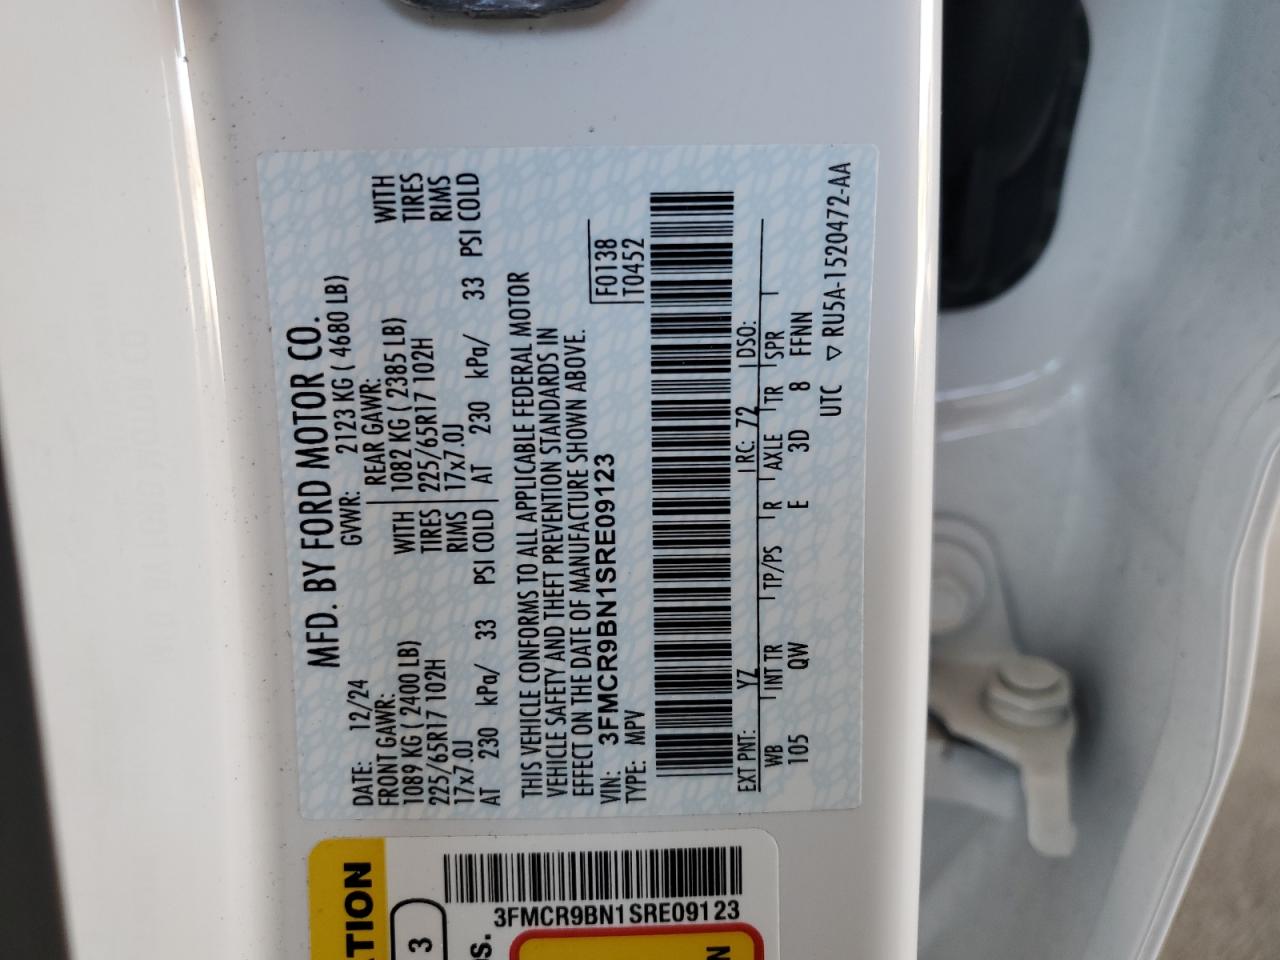 MFD. BY FORD MOTOR CO.
DATE: 12/24 GVWR: 2123 KG ( 4680 LB)
FRONT GAWR: REAR GAWR:
1089 KG ( 2400 LB) WITH 1082 KG ( 2385 LB) WITH
225/65R17 102H TIRES 225/65R17 102H TIRES
17x7.0J RIMS 17x7.0J RIMS
AT 230 kPa/ 33 PSI COLD AT 230 kPa/ 33 PSI COLD
THIS VEHICLE CONFORMS TO ALL APPLICABLE FEDERAL MOTOR
VEHICLE SAFETY AND THEFT PREVENTION STANDARDS IN
EFFECT ON THE DATE OF MANUFACTURE SHOWN ABOVE.
VIN: 3FMCR9BN1SRE09123 F0138
TYPE: MPV T0452
EXT PNT: YZ RC: 72 DSO:
WB INT TR TP/PS R AXLE TR SPR
105 QW E 3D 8 FFNN
UTC ▽ RU5A-1520472-AA
ATION
3
3FMCR9BN1SRE09123